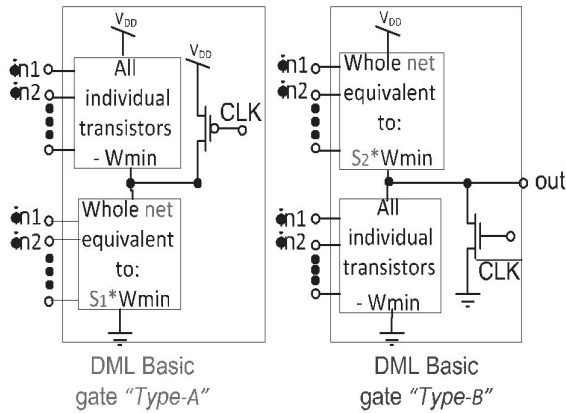 VDD
VDD
in1
in2
All
individual
transistors
- Wmin
CLK
in1
in2
Whole net
equivalent
to:
S1*Wmin
DML Basic
gate "Type-A"
VDD
in1
in2
Whole net
equivalent
to:
S2*Wmin
out
in1
in2
All
individual
transistors
- Wmin
CLK
DML Basic
gate "Type-B"